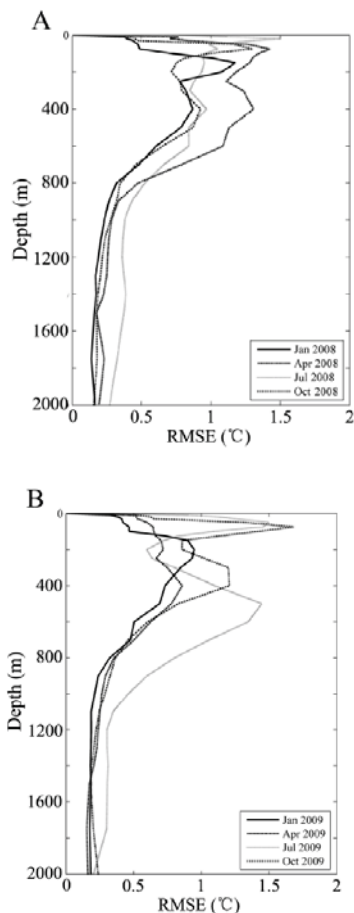 A
0
400
800
1200
1600
2000
Depth (m)
0 0.5 1 1.5 2
RMSE (℃)
Jan 2008
Apr 2008
Jul 2008
Oct 2008
B
0
400
800
1200
1600
2000
Depth (m)
0 0.5 1 1.5 2
RMSE (℃)
Jan 2009
Apr 2009
Jul 2009
Oct 2009